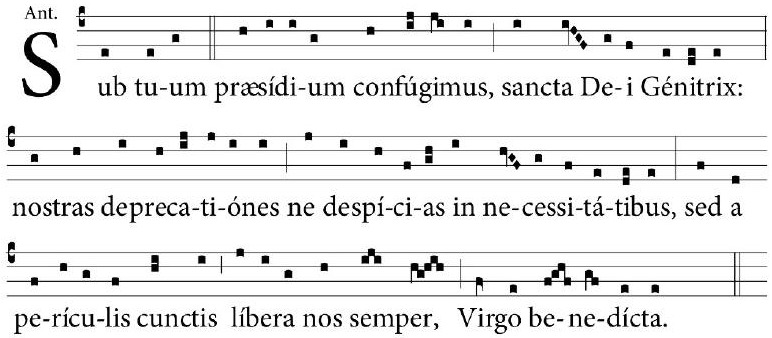 Ant.
Sub tu-um præsídi-um confúgimus, sancta De-i Génitrix:
nostras depreca-ti-ónes ne despí-ci-as in ne-cessi-tá-tibus, sed a
pe-rícu-lis cunctis líbera nos semper, Virgo be-ne-dícta.